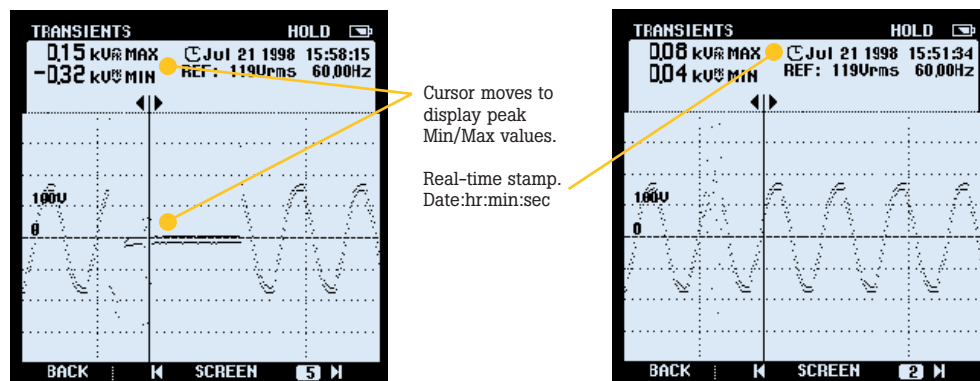 TRANSIENTS HOLD
0.15 kV MAX Jul 21 1998 15:58:15
-0.32 kV MIN REF: 119Vrms 60.00Hz
100V
0
BACK SCREEN 5
Cursor moves to
display peak
Min/Max values.
Real-time stamp.
Date:hr:min:sec
TRANSIENTS HOLD
0.08 kV MAX Jul 21 1998 15:51:34
0.04 kV MIN REF: 119Vrms 60.00Hz
100V
0
BACK SCREEN 2